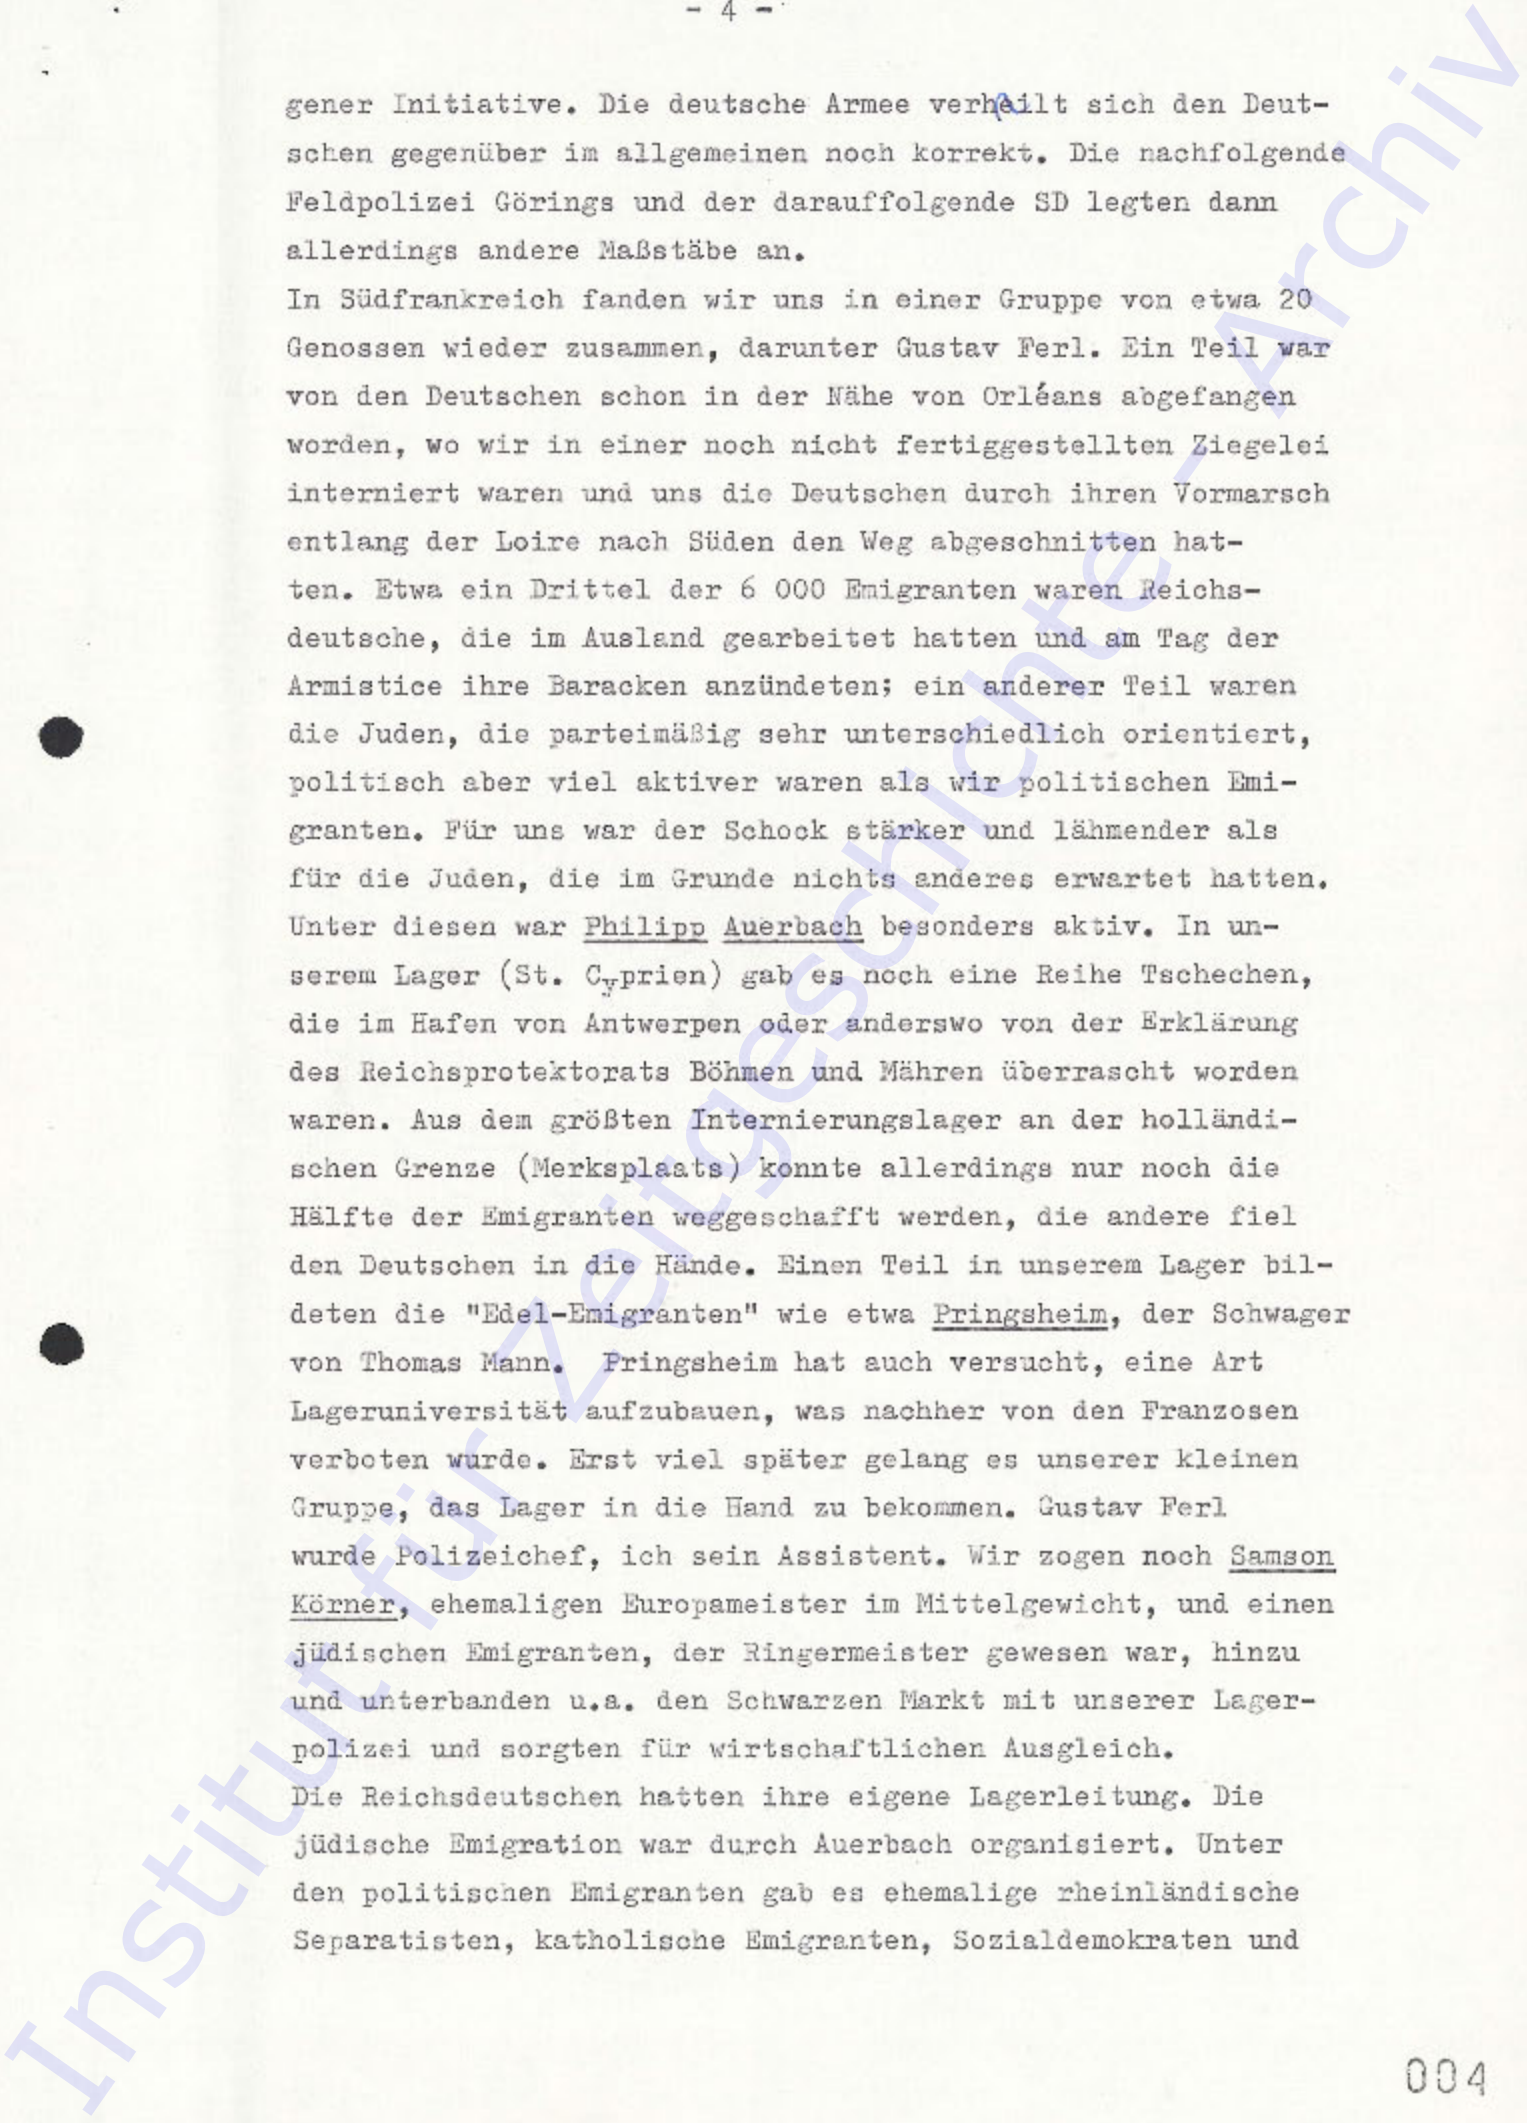 - 4 -
gener Initiative. Die deutsche Armee verheilt sich den Deut-
schen gegenüber im allgemeinen noch korrekt. Die nachfolgende
Feldpolizei Görings und der darauffolgende SD legten dann
allerdings andere Maßstäbe an.
In Südfrankreich fanden wir uns in einer Gruppe von etwa 20
Genossen wieder zusammen, darunter Gustav Ferl. Ein Teil war
von den Deutschen schon in der Nähe von Orléans abgefangen
worden, wo wir in einer noch nicht fertiggestellten Ziegelei
interniert waren und uns die Deutschen durch ihren Vormarsch
entlang der Loire nach Süden den Weg abgeschnitten hat-
ten. Etwa ein Drittel der 6 000 Emigranten waren Reichs-
deutsche, die im Ausland gearbeitet hatten und am Tag der
Armistice ihre Baracken anzündeten; ein anderer Teil waren
die Juden, die parteimäßig sehr unterschiedlich orientiert,
politisch aber viel aktiver waren als wir politischen Emi-
granten. Für uns war der Schock stärker und lähmender als
für die Juden, die im Grunde nichts anderes erwartet hatten.
Unter diesen war Philipp Auerbach besonders aktiv. In un-
serem Lager (St. Cyprien) gab es noch eine Reihe Tschechen,
die im Hafen von Antwerpen oder anderswo von der Erklärung
des Reichsprotektorats Böhmen und Mähren überrascht worden
waren. Aus dem größten Internierungslager an der holländi-
schen Grenze (Merksplaats) konnte allerdings nur noch die
Hälfte der Emigranten weggeschafft werden, die andere fiel
den Deutschen in die Hände. Einen Teil in unserem Lager bil-
deten die "Edel-Emigranten" wie etwa Pringsheim, der Schwager
von Thomas Mann. Pringsheim hat auch versucht, eine Art
Lageruniversität aufzubauen, was nachher von den Franzosen
verboten wurde. Erst viel später gelang es unserer kleinen
Gruppe, das Lager in die Hand zu bekommen. Gustav Ferl
wurde Polizeichef, ich sein Assistent. Wir zogen noch Samson
Körner, ehemaligen Europameister im Mittelgewicht, und einen
jüdischen Emigranten, der Ringermeister gewesen war, hinzu
und unterbanden u.a. den Schwarzen Markt mit unserer Lager-
polizei und sorgten für wirtschaftlichen Ausgleich.
Die Reichsdeutschen hatten ihre eigene Lagerleitung. Die
jüdische Emigration war durch Auerbach organisiert. Unter
den politischen Emigranten gab es ehemalige rheinländische
Separatisten, katholische Emigranten, Sozialdemokraten und
004
Institut für Zeitgeschichte - Archiv